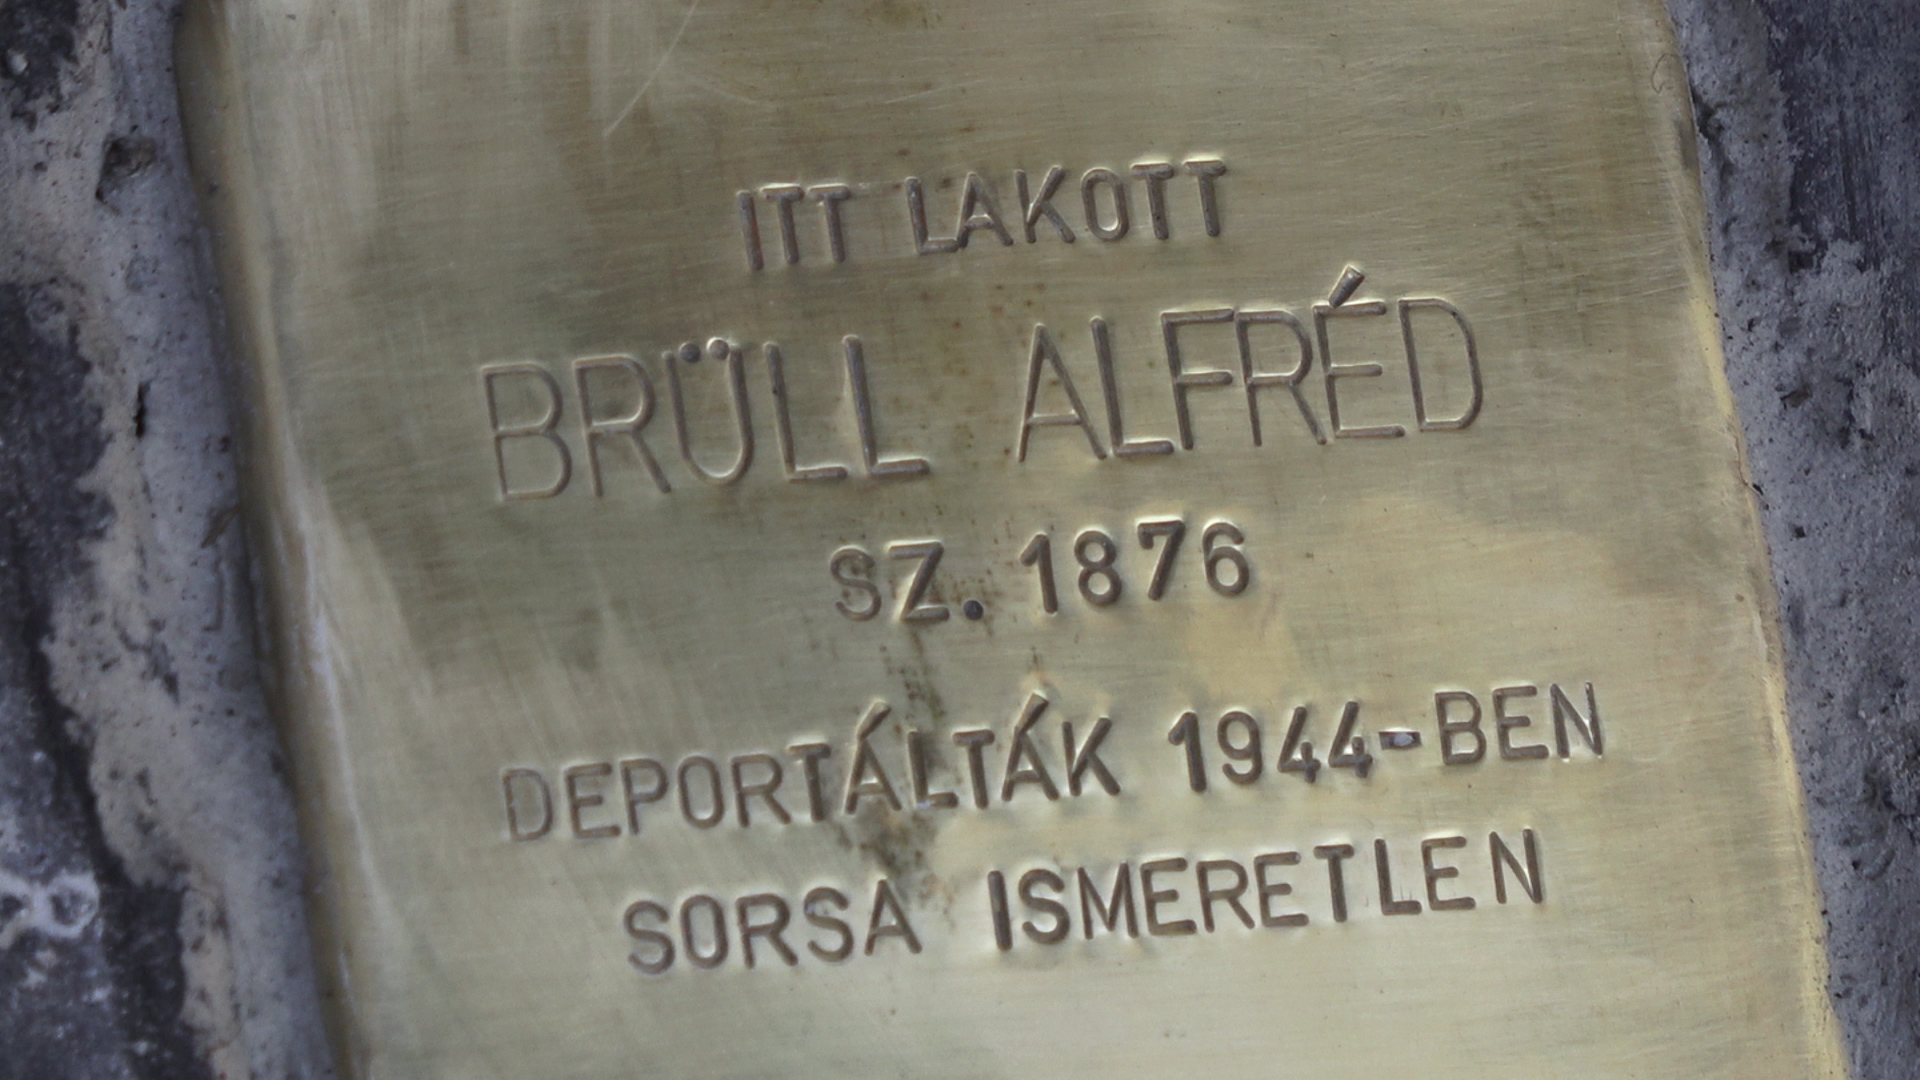 ITT LAKOTT
BRÜLL ALFRÉD
SZ. 1876
DEPORTÁLTÁK 1944-BEN
SORSA ISMERETLEN